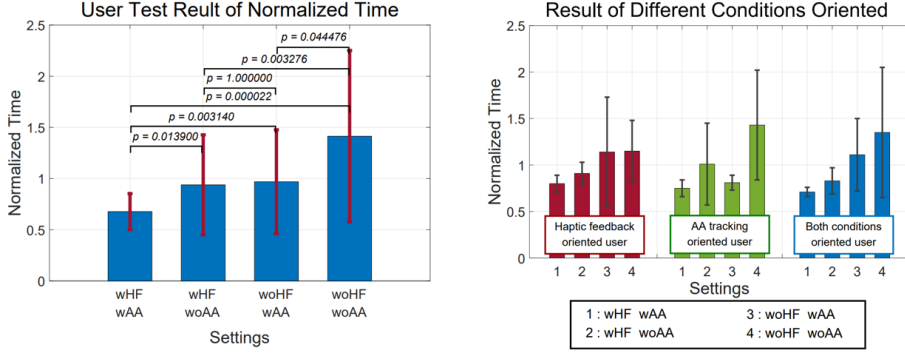 User Test Reult of Normalized Time
2.5
2
1.5
1
0.5
0
Normalized Time
p = 0.044476
p = 0.003276
p = 1.000000
p = 0.000022
p = 0.003140
p = 0.013900
wHF wHF woHF woHF
wAA woAA wAA woAA
Settings
Result of Different Conditions Oriented
2.5
2
1.5
1
0.5
0
Normalized Time
Haptic feedback
oriented user
AA tracking
oriented user
Both conditions
oriented user
1 2 3 4 1 2 3 4 1 2 3 4
Settings
1 : wHF wAA 3 : woHF wAA
2 : wHF woAA 4 : woHF woAA